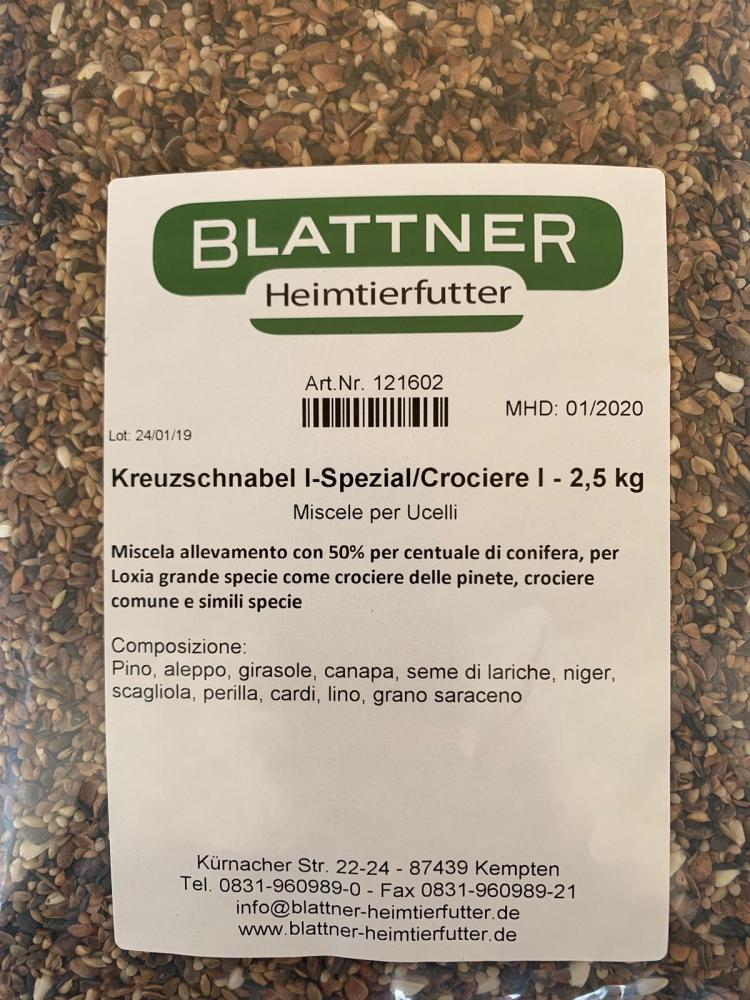 BLATTNER
Heimtierfutter
Art.Nr. 121602
MHD: 01/2020
Lot: 24/01/19
Kreuzschnabel I-Spezial/Crociere I - 2,5 kg
Miscele per Ucelli
Miscela allevamento con 50% per centuale di conifera, per
Loxia grande specie come crociere delle pinete, crociere
comune e simili specie
Composizione:
Pino, aleppo, girasole, canapa, seme di lariche, niger,
scagliola, perilla, cardi, lino, grano saraceno
Kürnacher Str. 22-24 - 87439 Kempten
Tel. 0831-960989-0 - Fax 0831-960989-21
info@blattner-heimtierfutter.de
www.blattner-heimtierfutter.de